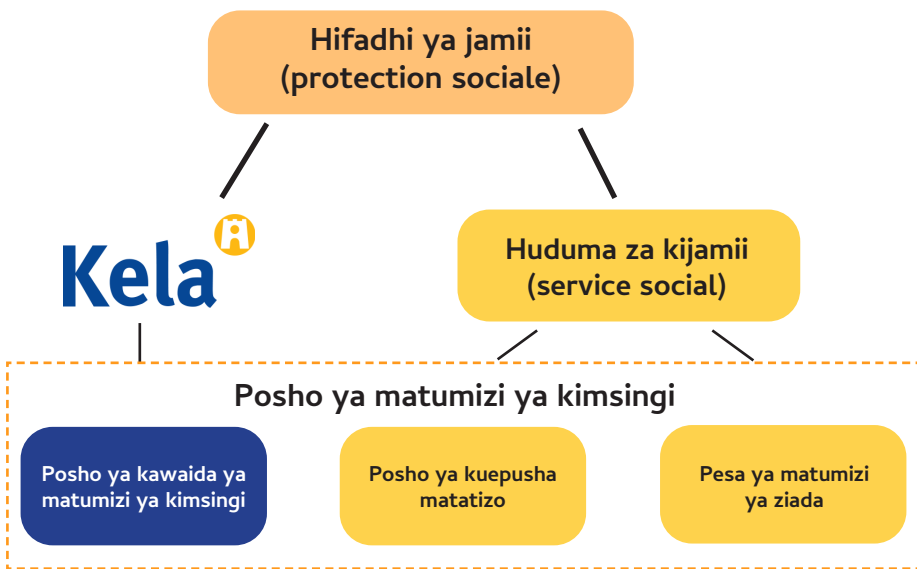 Hifadhi ya jamii
(protection sociale)
Kela
Huduma za kijamii
(service social)
Posho ya matumizi ya kimsingi
Posho ya kawaida ya
matumizi ya kimsingi
Posho ya kuepusha
matatizo
Pesa ya matumizi
ya ziada